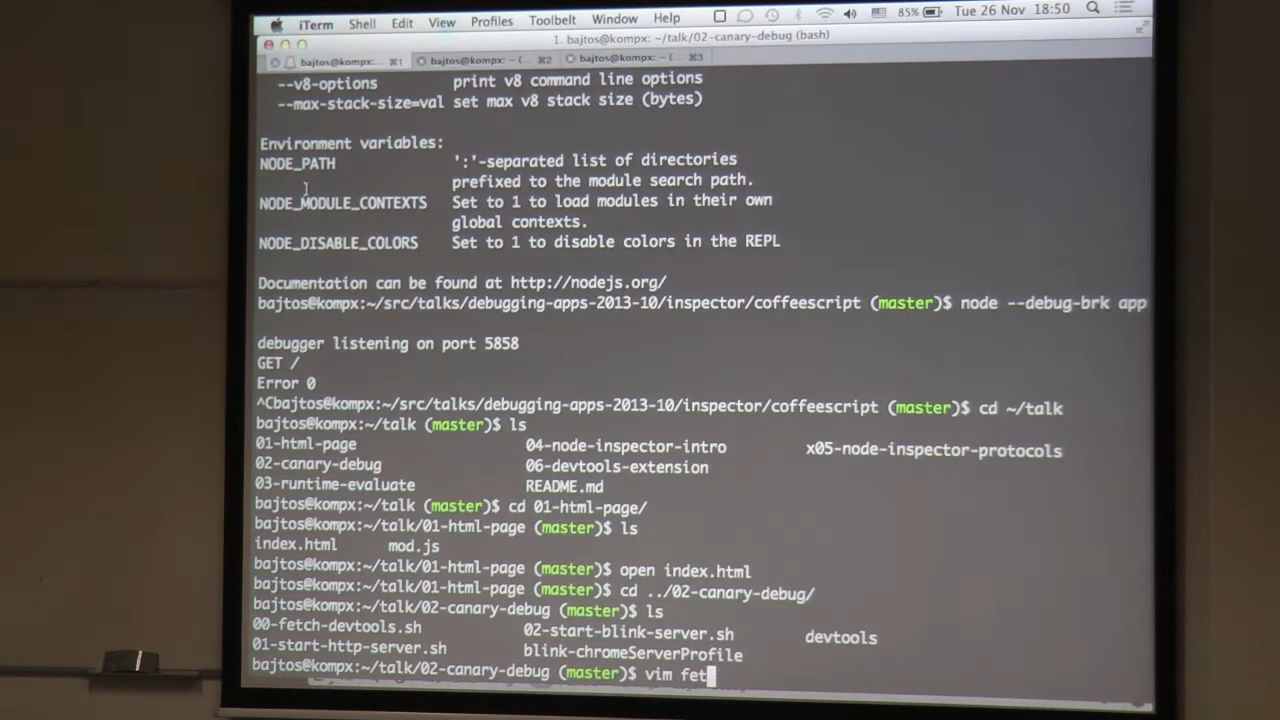 iTerm Shell Edit View Profiles Toolbelt Window Help 85% Tue 26 Nov 18:50
1. bajtos@kompx: ~/talk/02-canary-debug (bash)
bajtos@kompx:... ⌘1 bajtos@kompx: ~ (... ⌘2 bajtos@kompx: ~ (... ⌘3
--v8-options print v8 command line options
--max-stack-size=val set max v8 stack size (bytes)
Environment variables:
NODE_PATH ':'-separated list of directories
prefixed to the module search path.
NODE_MODULE_CONTEXTS Set to 1 to load modules in their own
global contexts.
NODE_DISABLE_COLORS Set to 1 to disable colors in the REPL
Documentation can be found at http://nodejs.org/
bajtos@kompx:~/src/talks/debugging-apps-2013-10/inspector/coffeescript (master)$ node --debug-brk app
debugger listening on port 5858
GET /
Error 0
^Cbajtos@kompx:~/src/talks/debugging-apps-2013-10/inspector/coffeescript (master)$ cd ~/talk
bajtos@kompx:~/talk (master)$ ls
01-html-page 04-node-inspector-intro x05-node-inspector-protocols
02-canary-debug 06-devtools-extension
03-runtime-evaluate README.md
bajtos@kompx:~/talk (master)$ cd 01-html-page/
bajtos@kompx:~/talk/01-html-page (master)$ ls
index.html mod.js
bajtos@kompx:~/talk/01-html-page (master)$ open index.html
bajtos@kompx:~/talk/01-html-page (master)$ cd ../02-canary-debug/
bajtos@kompx:~/talk/02-canary-debug (master)$ ls
00-fetch-devtools.sh 02-start-blink-server.sh devtools
01-start-http-server.sh blink-chromeServerProfile
bajtos@kompx:~/talk/02-canary-debug (master)$ vim fet